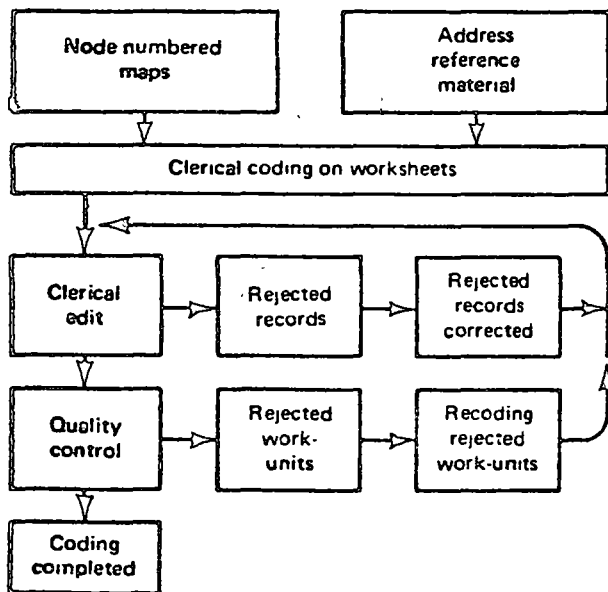 Node numbered
maps
Address
reference
material
Clerical coding on worksheets
Clerical
edit
Rejected
records
Rejected
records
corrected
Quality
control
Rejected
work-
units
Recoding
rejected
work-units
Coding
completed